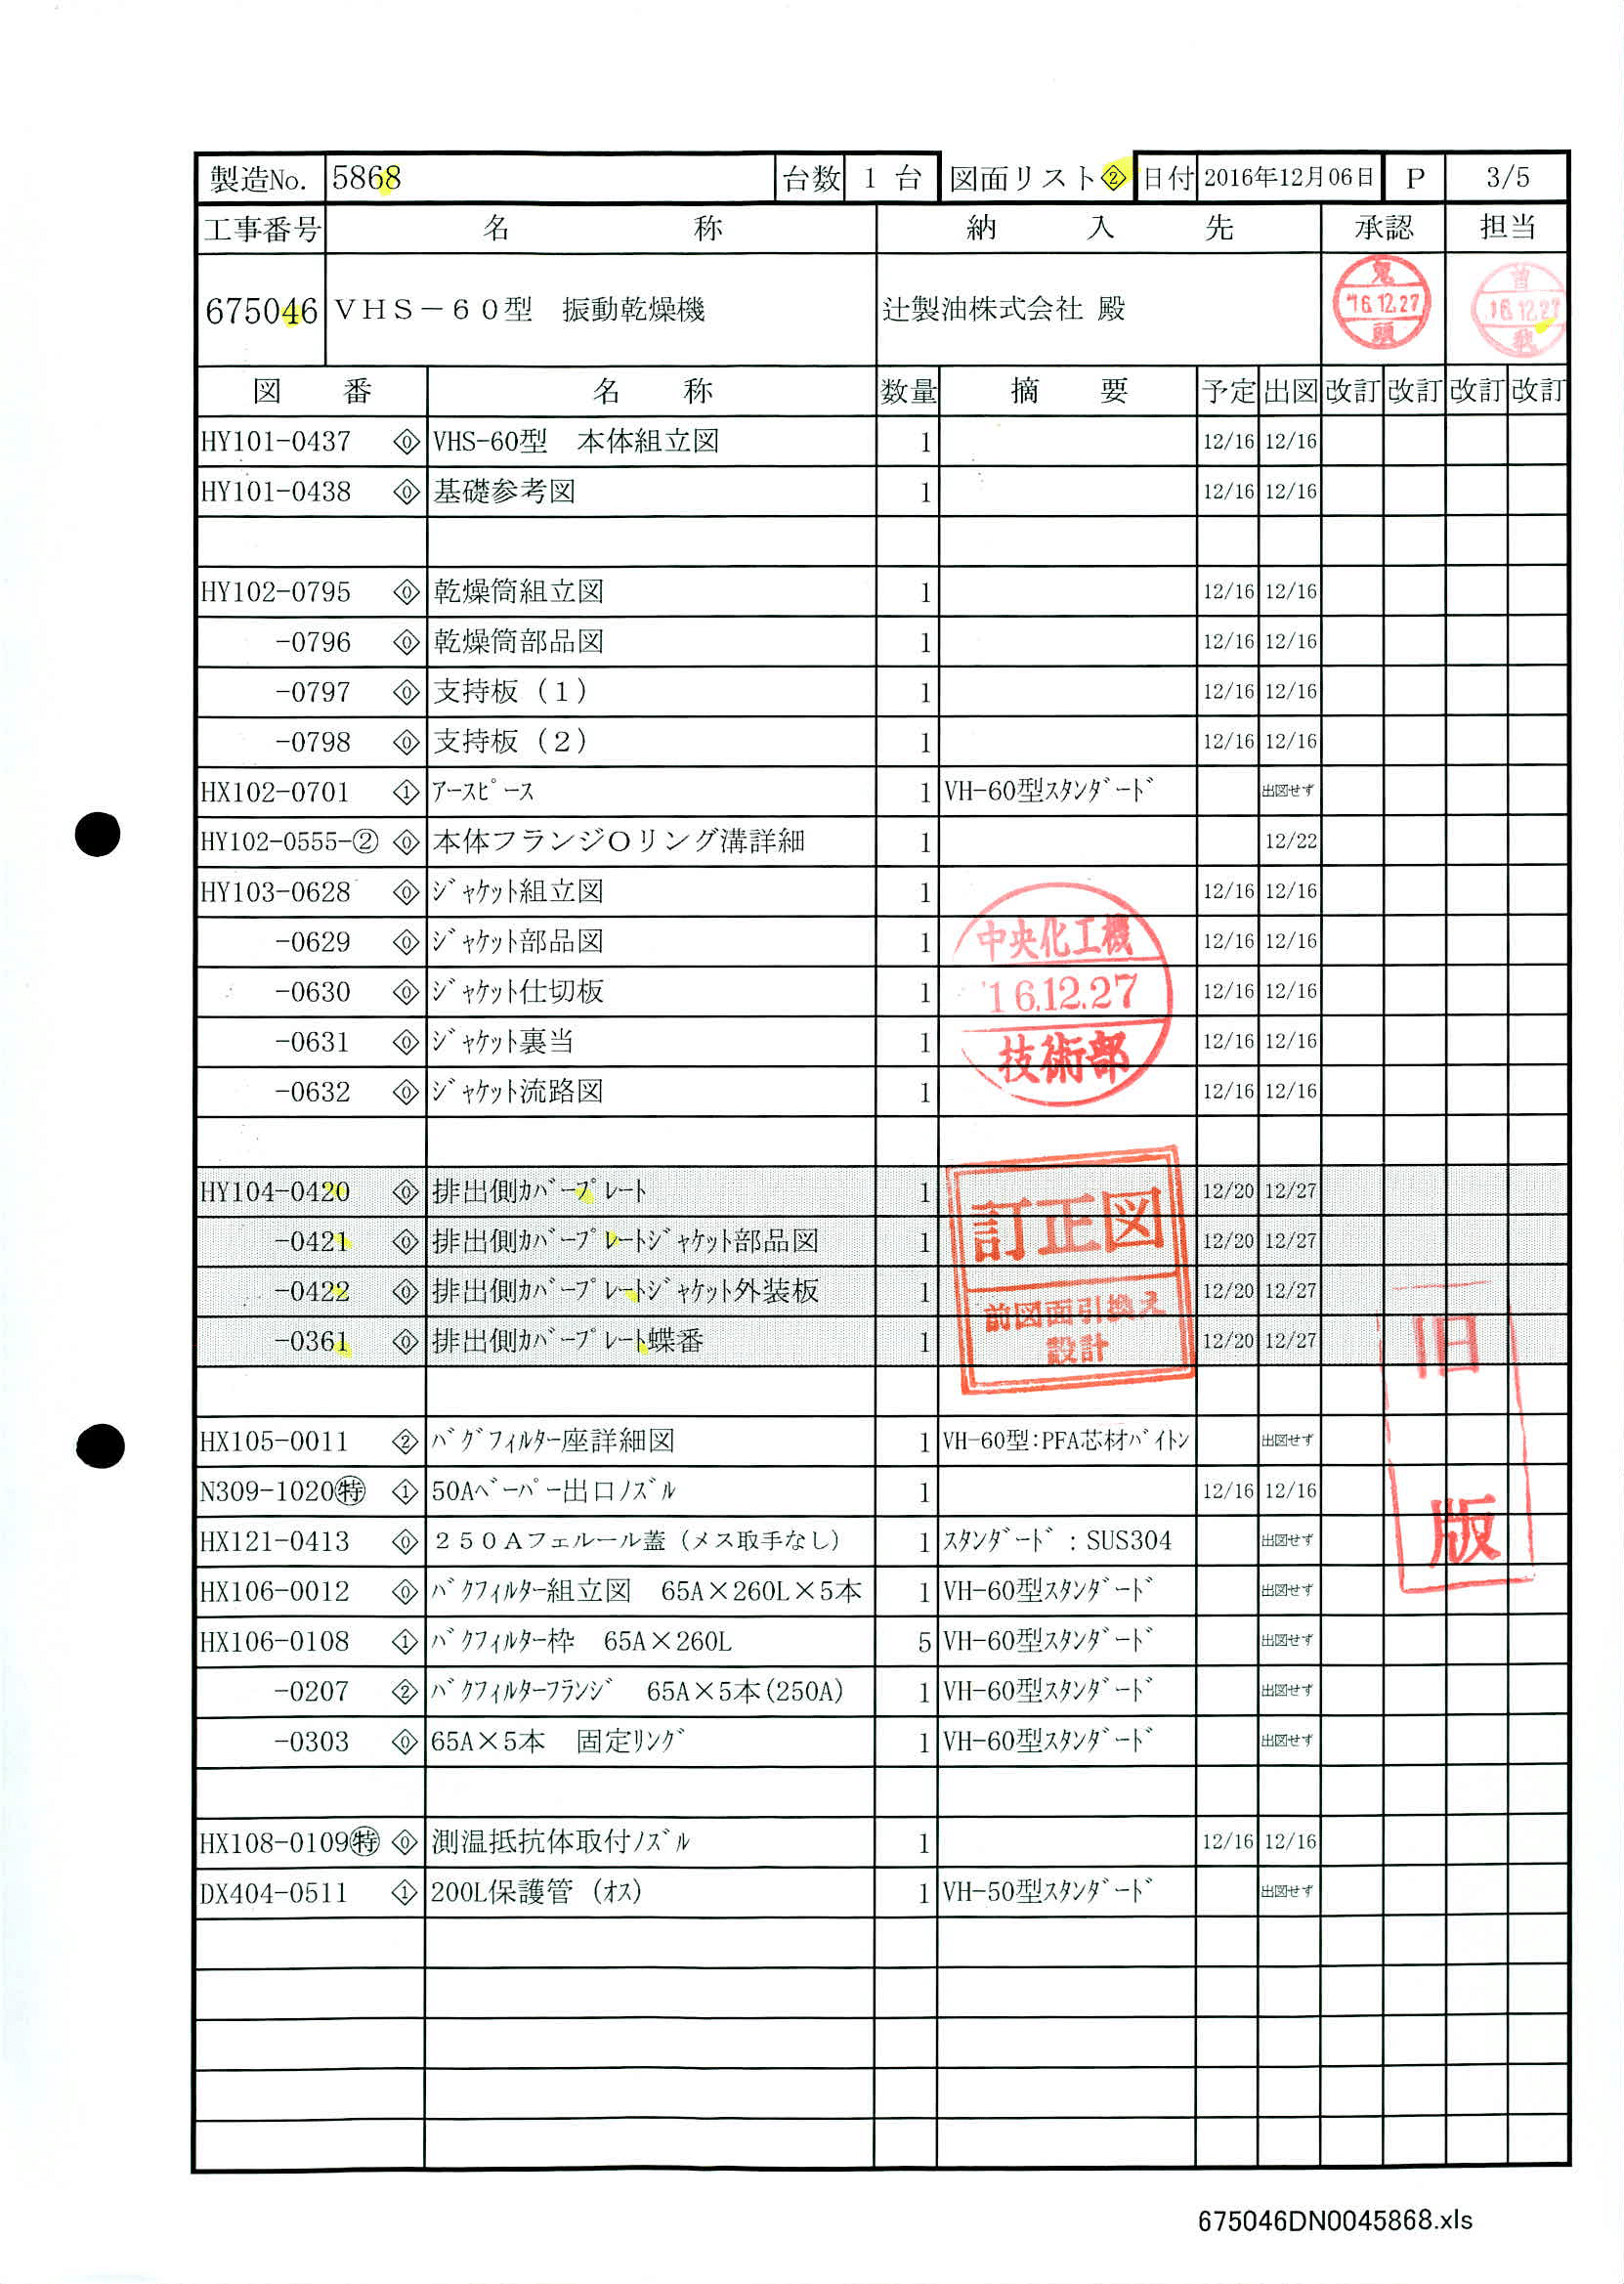 製造No. 5868 台数 1 台 図面リスト② 日付 2016年12月06日 P 3/5
工事番号 名 称 納 入 先 承認 担当
675046 VHS-60型 振動乾燥機 辻製油株式会社 殿 鬼頭 '16.12.27 16.12.27
図 番 名 称 数量 摘 要 予定 出図 改訂 改訂 改訂 改訂
HY101-0437 ⓪ VHS-60型 本体組立図 1 12/16 12/16
HY101-0438 ⓪ 基礎参考図 1 12/16 12/16
HY102-0795 ⓪ 乾燥筒組立図 1 12/16 12/16
-0796 ⓪ 乾燥筒部品図 1 12/16 12/16
-0797 ⓪ 支持板(1) 1 12/16 12/16
-0798 ⓪ 支持板(2) 1 12/16 12/16
HX102-0701 ① ｱｰｽﾋﾟｰｽ 1 VH-60型ｽﾀﾝﾀﾞｰﾄﾞ 出図せず
HY102-0555-② ⓪ 本体フランジOリング溝詳細 1 12/22
HY103-0628 ⓪ ｼﾞｬｹｯﾄ組立図 1 12/16 12/16
-0629 ⓪ ｼﾞｬｹｯﾄ部品図 1 12/16 12/16
-0630 ⓪ ｼﾞｬｹｯﾄ仕切板 1 12/16 12/16
-0631 ⓪ ｼﾞｬｹｯﾄ裏当 1 12/16 12/16
-0632 ⓪ ｼﾞｬｹｯﾄ流路図 1 12/16 12/16
中央化工機
'16.12.27
技術部
HY104-0420 ⓪ 排出側ｶﾊﾞｰﾌﾟﾚｰﾄ 1 12/20 12/27
-0421 ⓪ 排出側ｶﾊﾞｰﾌﾟﾚｰﾄｼﾞｬｹｯﾄ部品図 1 12/20 12/27
-0422 ⓪ 排出側ｶﾊﾞｰﾌﾟﾚｰﾄｼﾞｬｹｯﾄ外装板 1 12/20 12/27
-0361 ⓪ 排出側ｶﾊﾞｰﾌﾟﾚｰﾄ蝶番 1 12/20 12/27
訂正図
前図面引換え
設計
旧版
HX105-0011 ② ﾊﾞｸﾞﾌｨﾙﾀｰ座詳細図 1 VH-60型:PFA芯材ﾊﾞｲﾄﾝ 出図せず
N309-1020㊕ ① 50Aﾍﾞｰﾊﾟｰ出口ﾉｽﾞﾙ 1 12/16 12/16
HX121-0413 ⓪ 250Aフェルール蓋(メス取手なし) 1 ｽﾀﾝﾀﾞｰﾄﾞ:SUS304 出図せず
HX106-0012 ⓪ ﾊﾞｸﾌｨﾙﾀｰ組立図 65A×260L×5本 1 VH-60型ｽﾀﾝﾀﾞｰﾄﾞ 出図せず
HX106-0108 ① ﾊﾞｸﾌｨﾙﾀｰ枠 65A×260L 5 VH-60型ｽﾀﾝﾀﾞｰﾄﾞ 出図せず
-0207 ② ﾊﾞｸﾌｨﾙﾀｰﾌﾗﾝｼﾞ 65A×5本(250A) 1 VH-60型ｽﾀﾝﾀﾞｰﾄﾞ 出図せず
-0303 ⓪ 65A×5本 固定ﾘﾝｸﾞ 1 VH-60型ｽﾀﾝﾀﾞｰﾄﾞ 出図せず
HX108-0109㊕ ⓪ 測温抵抗体取付ﾉｽﾞﾙ 1 12/16 12/16
DX404-0511 ① 200L保護管 (ｵｽ) 1 VH-50型ｽﾀﾝﾀﾞｰﾄﾞ 出図せず
675046DN0045868.xls